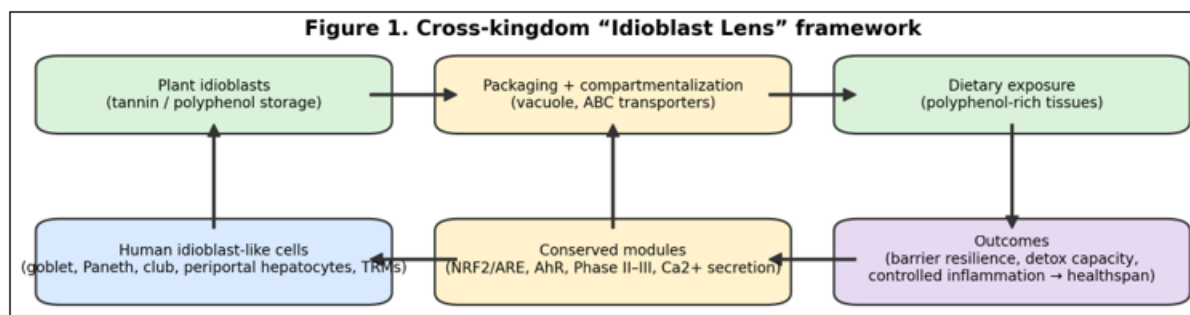 Figure 1. Cross-kingdom “Idioblast Lens” framework
Plant idioblasts
(tannin / polyphenol storage)
Packaging + compartmentalization
(vacuole, ABC transporters)
Dietary exposure
(polyphenol-rich tissues)
Human idioblast-like cells
(goblet, Paneth, club, periportal hepatocytes, TRMs)
Conserved modules
(NRF2/ARE, AhR, Phase II–III, Ca2+ secretion)
Outcomes
(barrier resilience, detox capacity,
controlled inflammation → healthspan)